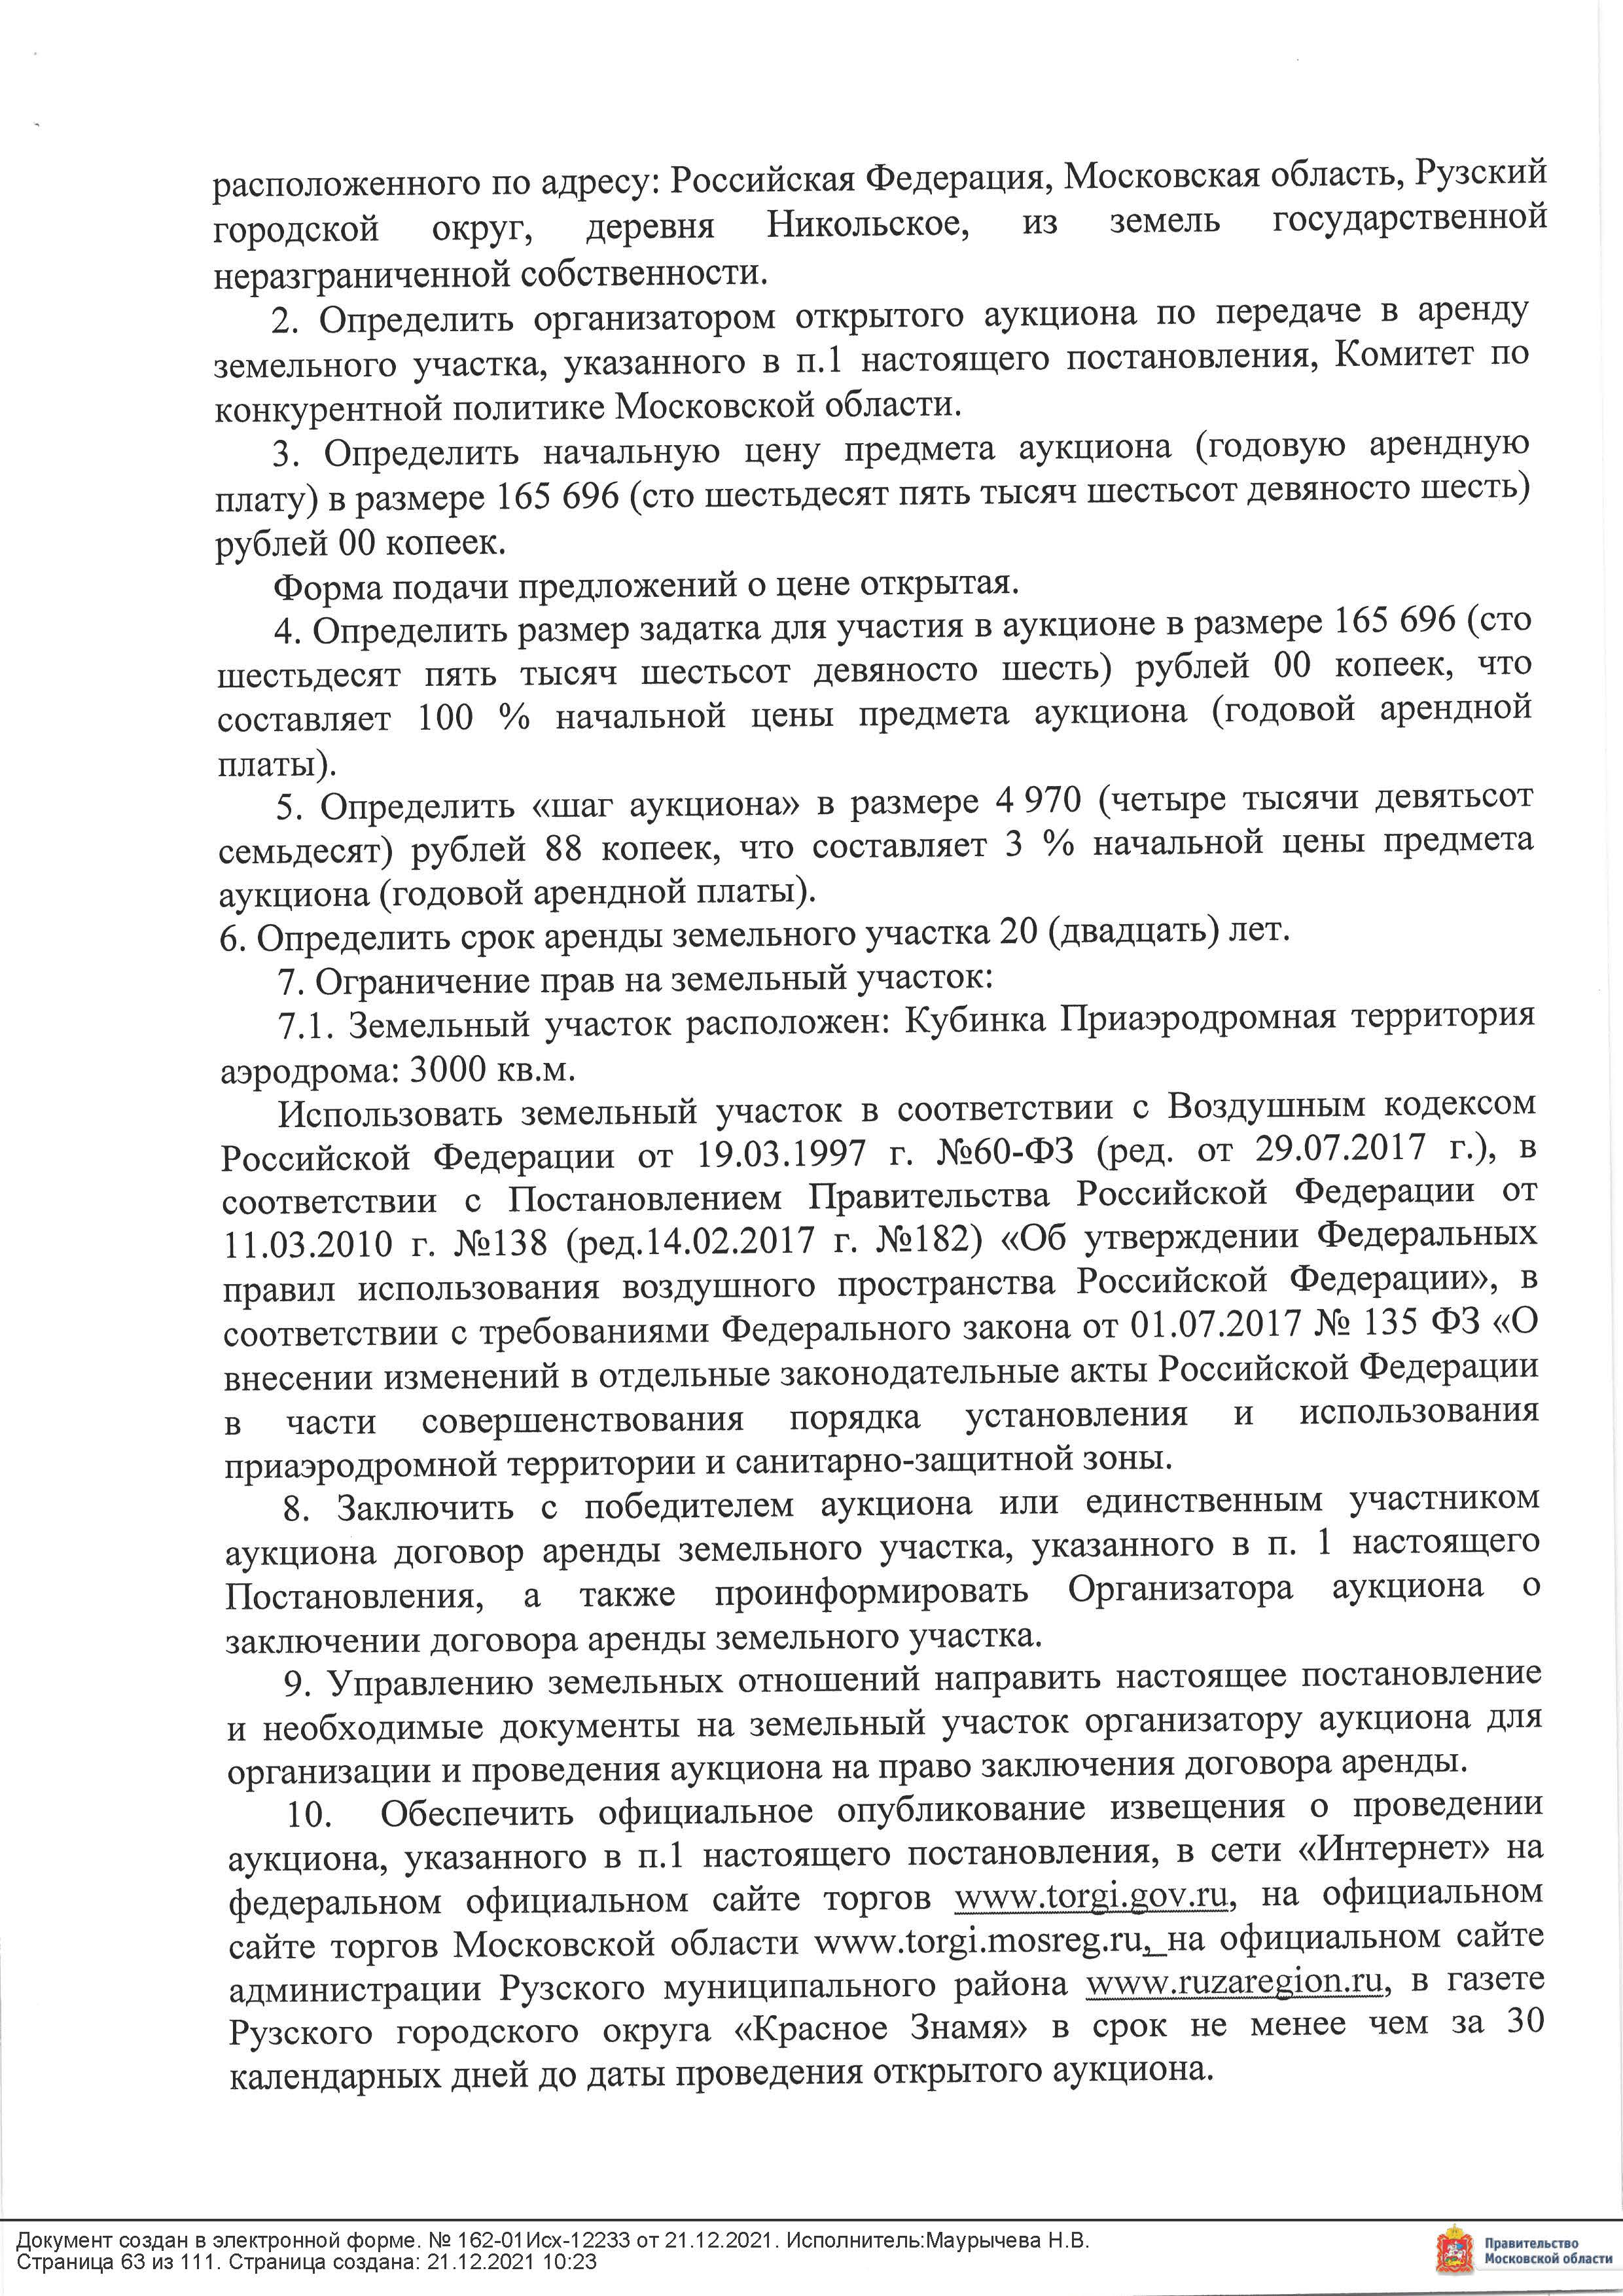 расположенного по адресу: Российская Федерация, Московская область, Рузский
городской округ, деревня Никольское, из земель государственной
неразграниченной собственности.
2. Определить организатором открытого аукциона по передаче в аренду
земельного участка, указанного в п.1 настоящего постановления, Комитет по
конкурентной политике Московской области.
3. Определить начальную цену предмета аукциона (годовую арендную
плату) в размере 165 696 (сто шестьдесят пять тысяч шестьсот девяносто шесть)
рублей 00 копеек.
Форма подачи предложений о цене открытая.
4. Определить размер задатка для участия в аукционе в размере 165 696 (сто
шестьдесят пять тысяч шестьсот девяносто шесть) рублей 00 копеек, что
составляет 100 % начальной цены предмета аукциона (годовой арендной
платы).
5. Определить «шаг аукциона» в размере 4 970 (четыре тысячи девятьсот
семьдесят) рублей 88 копеек, что составляет 3 % начальной цены предмета
аукциона (годовой арендной платы).
6. Определить срок аренды земельного участка 20 (двадцать) лет.
7. Ограничение прав на земельный участок:
7.1. Земельный участок расположен: Кубинка Приаэродромная территория
аэродрома: 3000 кв.м.
Использовать земельный участок в соответствии с Воздушным кодексом
Российской Федерации от 19.03.1997 г. №60-ФЗ (ред. от 29.07.2017 г.), в
соответствии с Постановлением Правительства Российской Федерации от
11.03.2010 г. №138 (ред.14.02.2017 г. №182) «Об утверждении Федеральных
правил использования воздушного пространства Российской Федерации», в
соответствии с требованиями Федерального закона от 01.07.2017 № 135 ФЗ «О
внесении изменений в отдельные законодательные акты Российской Федерации
в части совершенствования порядка установления и использования
приаэродромной территории и санитарно-защитной зоны.
8. Заключить с победителем аукциона или единственным участником
аукциона договор аренды земельного участка, указанного в п. 1 настоящего
Постановления, а также проинформировать Организатора аукциона о
заключении договора аренды земельного участка.
9. Управлению земельных отношений направить настоящее постановление
и необходимые документы на земельный участок организатору аукциона для
организации и проведения аукциона на право заключения договора аренды.
10. Обеспечить официальное опубликование извещения о проведении
аукциона, указанного в п.1 настоящего постановления, в сети «Интернет» на
федеральном официальном сайте торгов www.torgi.gov.ru, на официальном
сайте торгов Московской области www.torgi.mosreg.ru, на официальном сайте
администрации Рузского муниципального района www.ruzaregion.ru, в газете
Рузского городского округа «Красное Знамя» в срок не менее чем за 30
календарных дней до даты проведения открытого аукциона.
Документ создан в электронной форме. № 162-01Исх-12233 от 21.12.2021. Исполнитель:Маурычева Н.В.
Страница 63 из 111. Страница создана: 21.12.2021 10:23
Правительство
Московской области